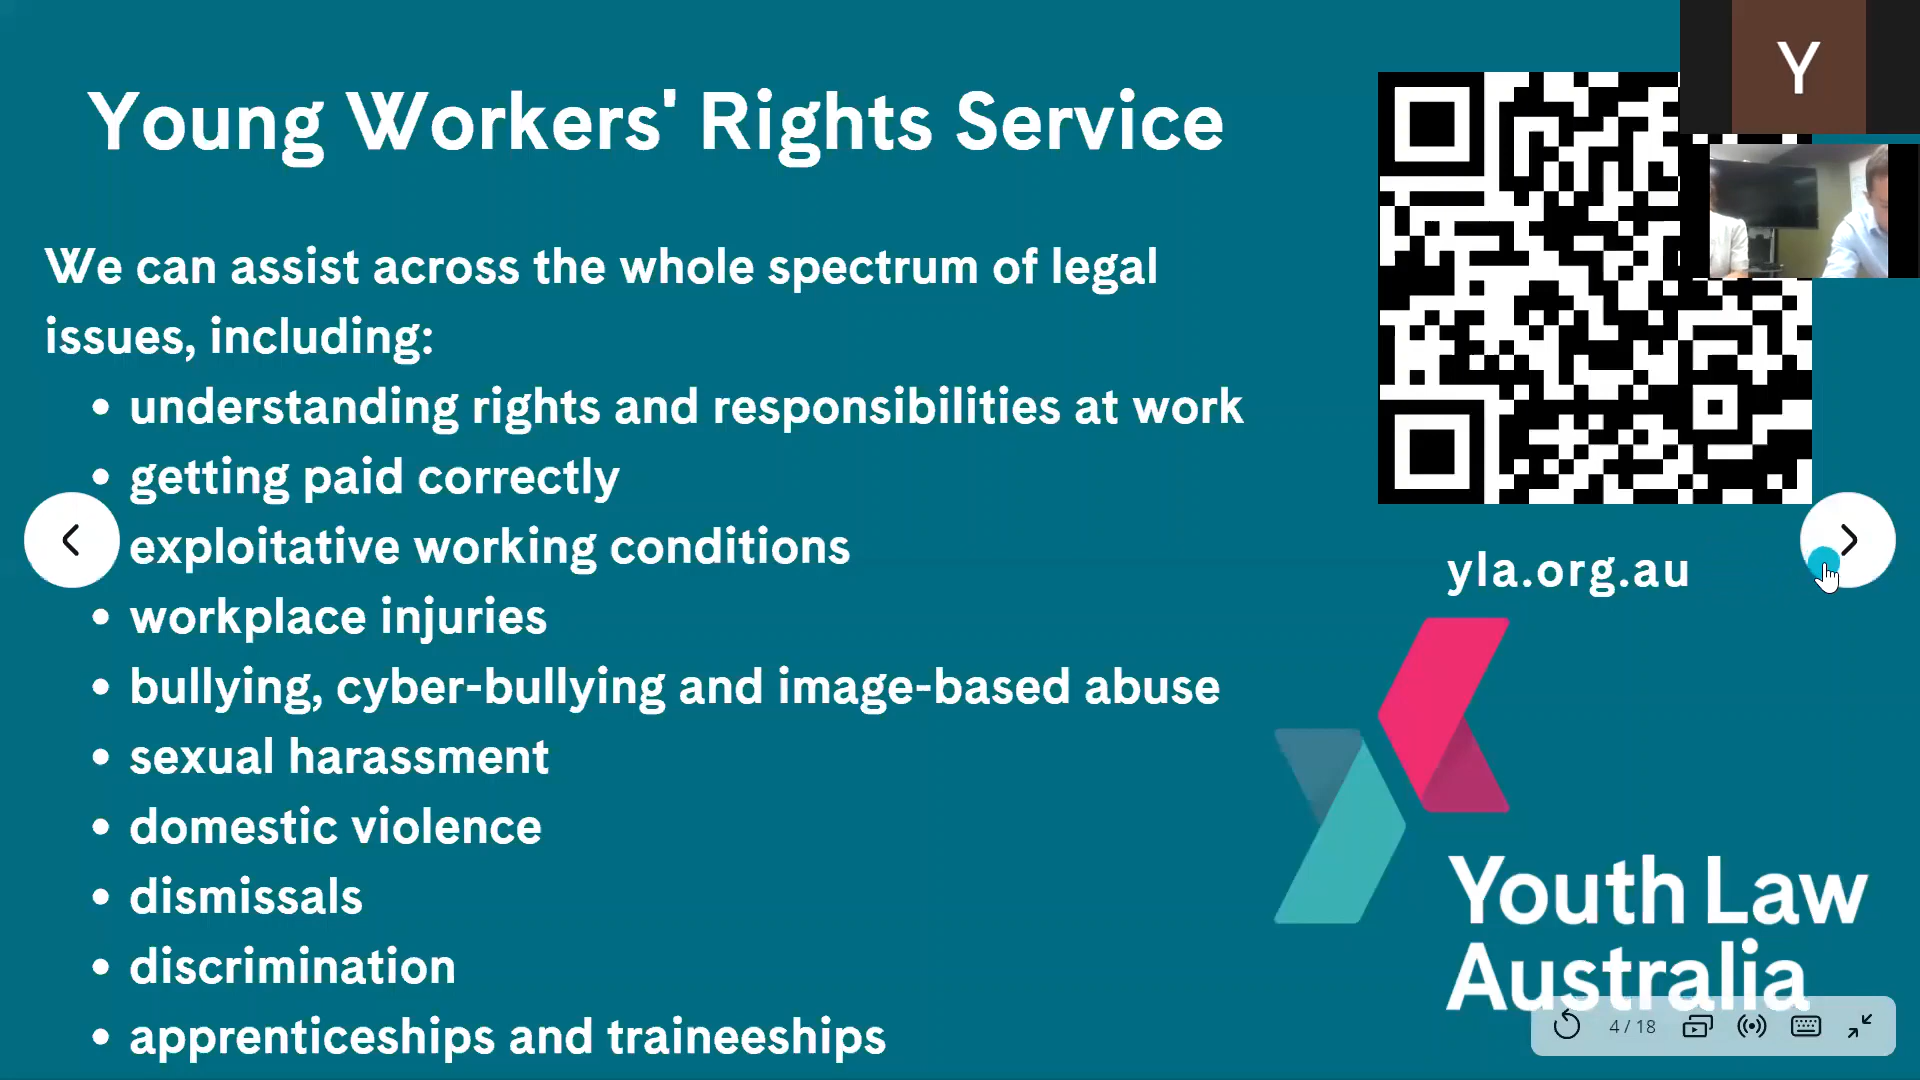 Y
Young Workers' Rights Service
We can assist across the whole spectrum of legal
issues, including:
• understanding rights and responsibilities at work
• getting paid correctly
exploitative working conditions
• workplace injuries
• bullying, cyber-bullying and image-based abuse
• sexual harassment
• domestic violence
• dismissals
• discrimination
• apprenticeships and traineeships
yla.org.au
Youth Law
Australia
4 / 18